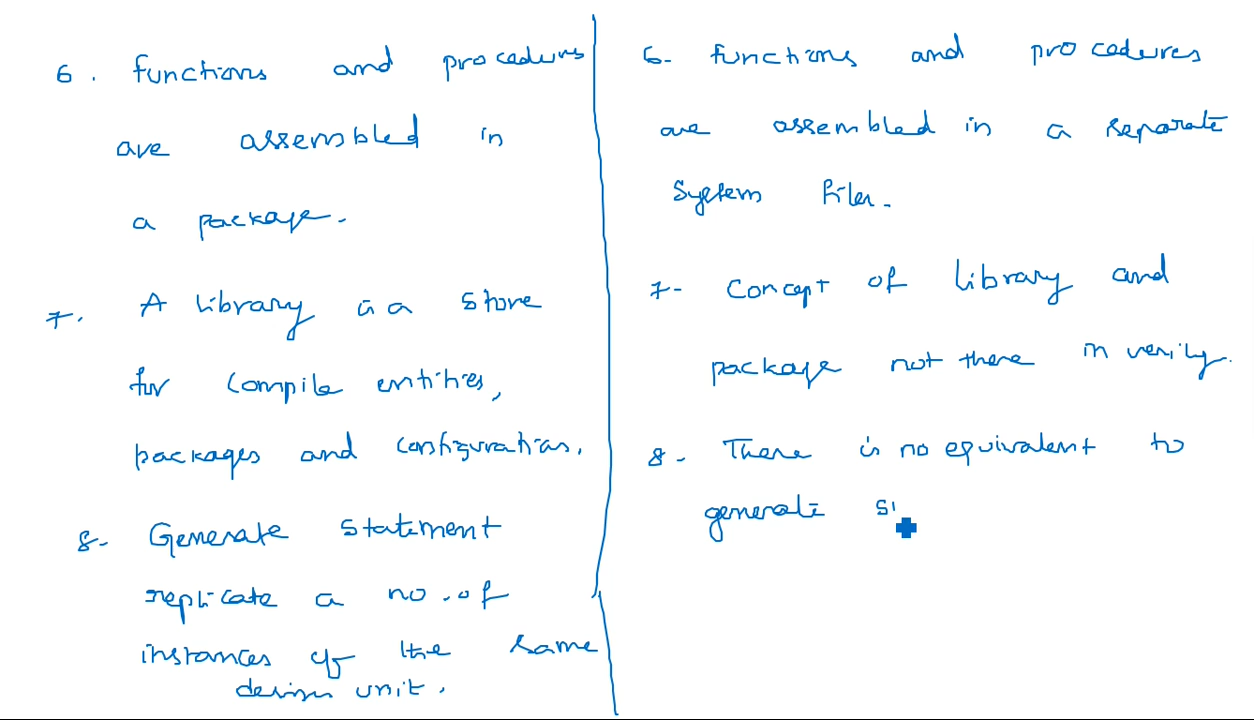 6. functions and procedures
are assembled in
a package.
7. A library is a store
for compile entities,
packages and configurations.
8- Generate statement
replicate a no. of
instances of the same
design unit.
6- functions and procedures
are assembled in a separate
System files.
7- Concept of library and
package not there in verilog.
8- There is no equivalent to
generate